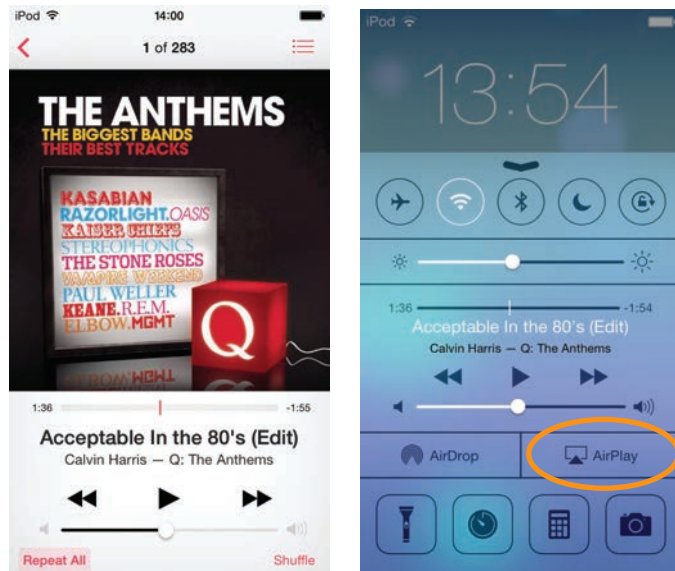 iPod 14:00
1 of 283
THE ANTHEMS
THE BIGGEST BANDS
THEIR BEST TRACKS
KASABIAN
RAZORLIGHT.OASIS
KAISER CHIEFS
STEREOPHONICS
THE STONE ROSES
VAMPIRE WEEKEND
PAUL WELLER
KEANE.R.E.M.
ELBOW.MGMT
Q
1:36 -1:55
Acceptable In the 80's (Edit)
Calvin Harris — Q: The Anthems
Repeat All Shuffle
iPod
13:54
1:36 -1:54
Acceptable In the 80's (Edit)
Calvin Harris — Q: The Anthems
AirDrop AirPlay